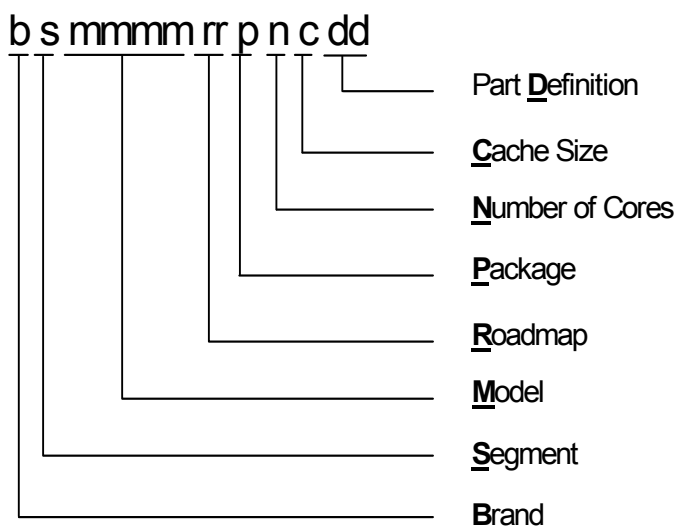 b s mmmm rr p n c dd
Part Definition
Cache Size
Number of Cores
Package
Roadmap
Model
Segment
Brand